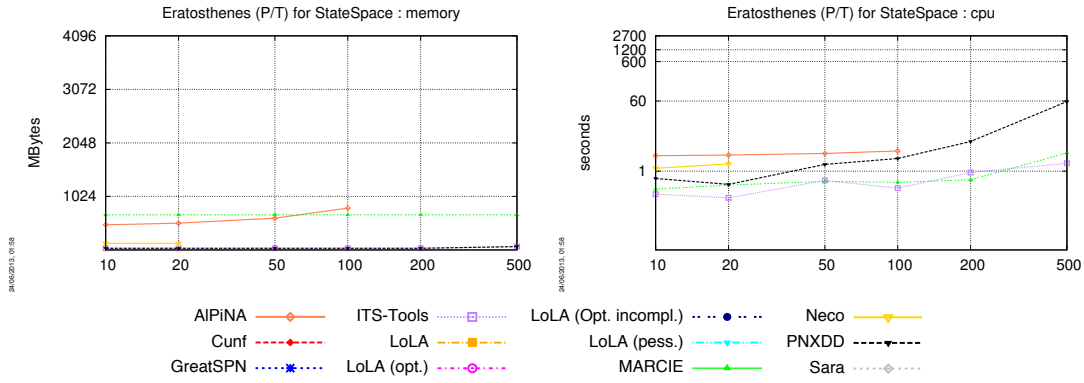 Eratosthenes (P/T) for StateSpace : memory
4096
3072
2048
1024
MBytes
10 20 50 100 200 500
24/06/2013, 01:58
Eratosthenes (P/T) for StateSpace : cpu
2700
1200
600
60
1
seconds
10 20 50 100 200 500
24/06/2013, 01:58
AlPiNA ITS-Tools LoLA (Opt. incompl.) Neco
Cunf LoLA LoLA (pess.) PNXDD
GreatSPN LoLA (opt.) MARCIE Sara